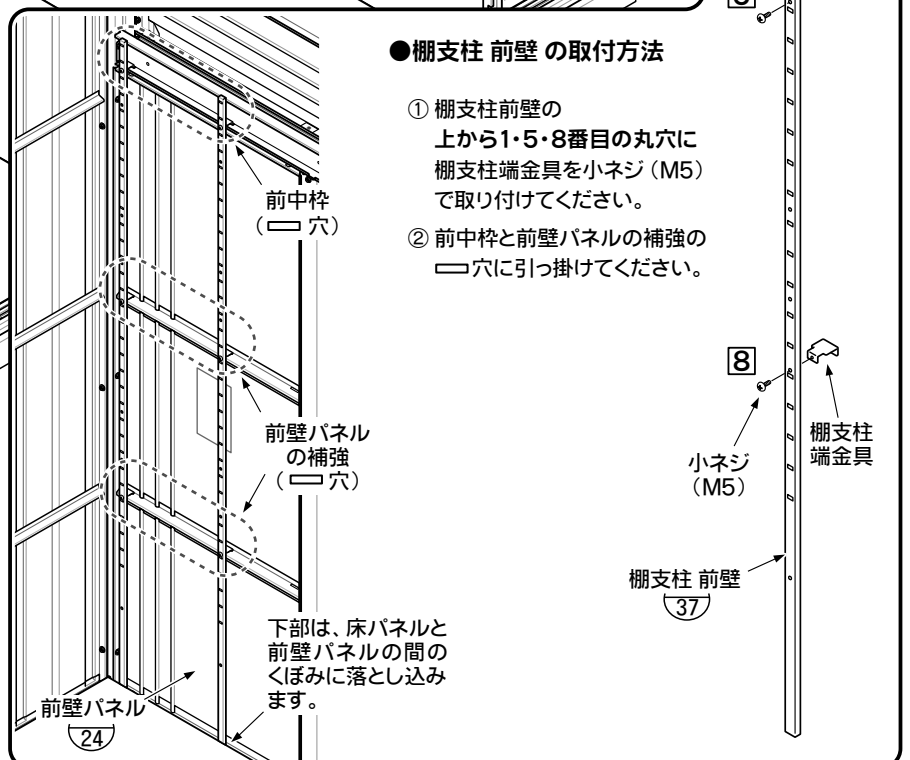 ●棚支柱 前壁 の取付方法
① 棚支柱前壁の
上から1・5・8番目の丸穴に
棚支柱端金具を小ネジ（M5）
で取り付けてください。
② 前中枠と前壁パネルの補強の
穴に引っ掛けてください。
前中枠
（ 穴）
前壁パネル
の補強
（ 穴）
下部は、床パネルと
前壁パネルの間の
くぼみに落とし込み
ます。
前壁パネル
24
8
小ネジ
（M5）
棚支柱
端金具
棚支柱 前壁
37